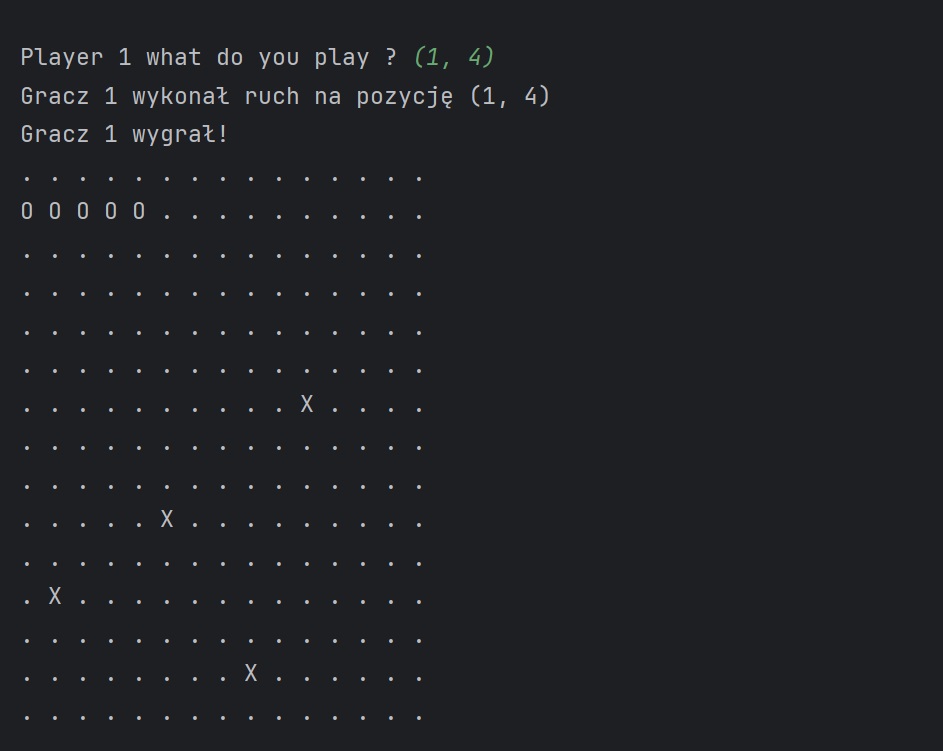 Player 1 what do you play ? (1, 4)
Gracz 1 wykonał ruch na pozycję (1, 4)
Gracz 1 wygrał!
. . . . . . . . . . . . . . .
O O O O O . . . . . . . . . .
. . . . . . . . . . . . . . .
. . . . . . . . . . . . . . .
. . . . . . . . . . . . . . .
. . . . . . . . . . . . . . .
. . . . . . . . . . X . . . .
. . . . . . . . . . . . . . .
. . . . . . . . . . . . . . .
. . . . . X . . . . . . . . .
. . . . . . . . . . . . . . .
. X . . . . . . . . . . . . .
. . . . . . . . . . . . . . .
. . . . . . . . X . . . . . .
. . . . . . . . . . . . . . .